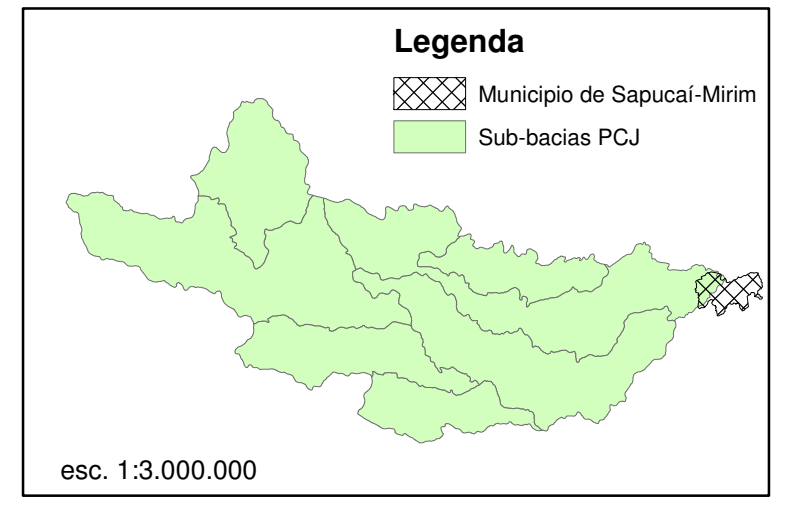 Legenda
Municipio de Sapucaí-Mirim
Sub-bacias PCJ
esc. 1:3.000.000